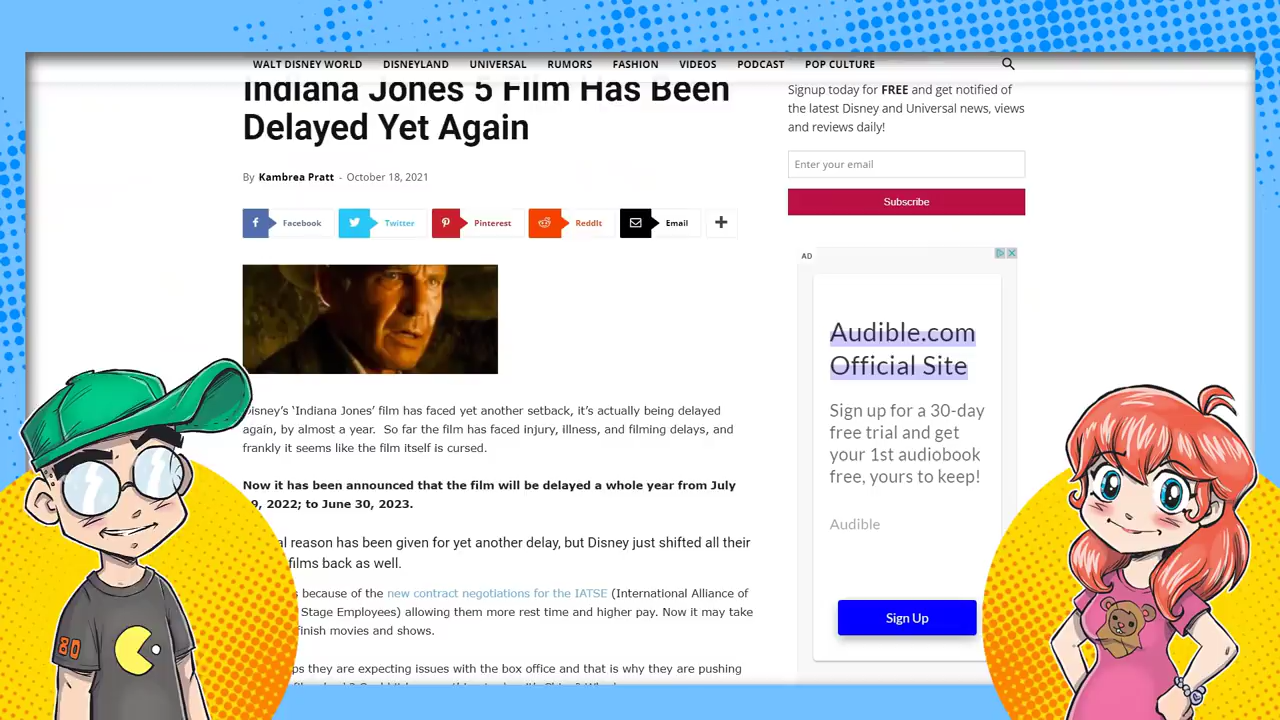 WALT DISNEY WORLD DISNEYLAND UNIVERSAL RUMORS FASHION VIDEOS PODCAST POP CULTURE
Indiana Jones 5 Film Has Been
Delayed Yet Again
By Kambrea Pratt - October 18, 2021
Facebook Twitter Pinterest ReddIt Email
Disney's 'Indiana Jones' film has faced yet another setback, it's actually being delayed
again, by almost a year. So far the film has faced injury, illness, and filming delays, and
frankly it seems like the film itself is cursed.
Now it has been announced that the film will be delayed a whole year from July
9, 2022; to June 30, 2023.
reason has been given for yet another delay, but Disney just shifted all their
films back as well.
because of the new contract negotiations for the IATSE (International Alliance of
Stage Employees) allowing them more rest time and higher pay. Now it may take
finish movies and shows.
they are expecting issues with the box office and that is why they are pushing
Signup today for FREE and get notified of
the latest Disney and Universal news, views
and reviews daily!
Enter your email
Subscribe
AD
Audible.com
Official Site
Sign up for a 30-day
free trial and get
your 1st audiobook
free, yours to keep!
Audible
Sign Up
80